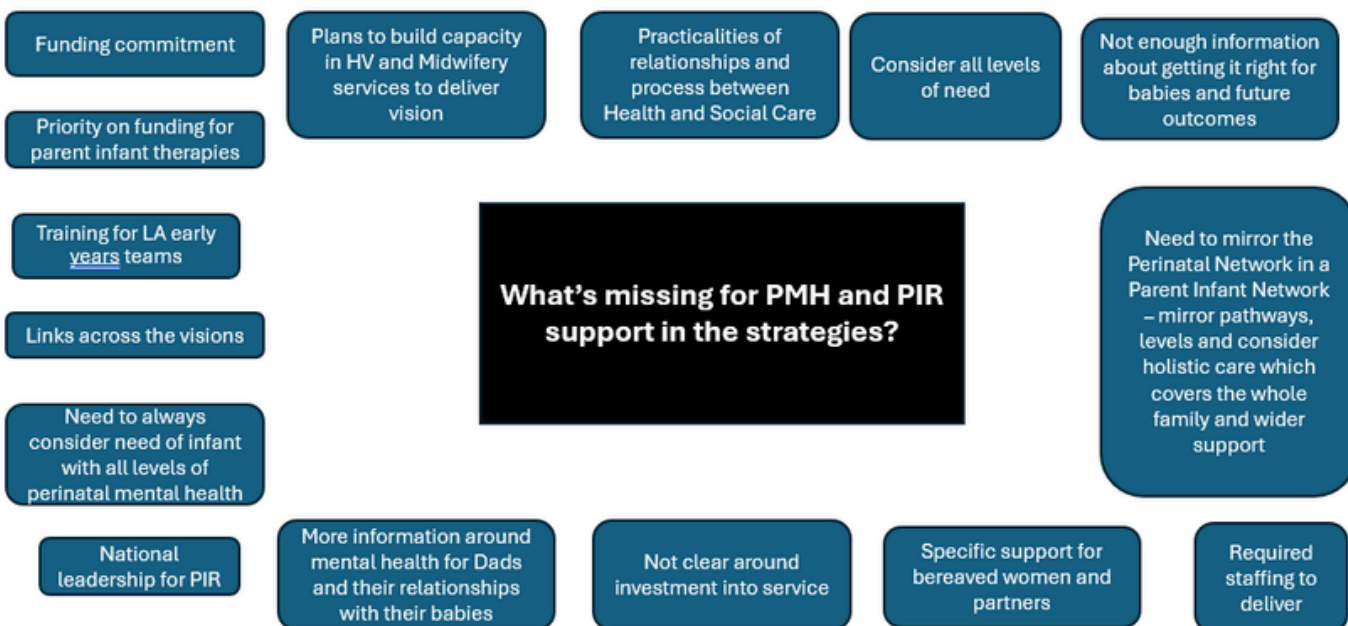 Funding commitment
Plans to build capacity
in HV and Midwifery
services to deliver
vision
Practicalities of
relationships and
process between
Health and Social Care
Consider all levels
of need
Not enough information
about getting it right for
babies and future
outcomes
Priority on funding for
parent infant therapies
Training for LA early
years teams
Links across the visions
Need to always
consider need of infant
with all levels of
perinatal mental health
What's missing for PMH and PIR
support in the strategies?
Need to mirror the
Perinatal Network in a
Parent Infant Network
– mirror pathways,
levels and consider
holistic care which
covers the whole
family and wider
support
National
leadership for PIR
More information around
mental health for Dads
and their relationships
with their babies
Not clear around
investment into service
Specific support for
bereaved women and
partners
Required
staffing to
deliver